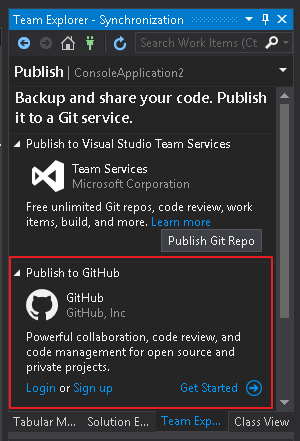 Team Explorer - Synchronization
Search Work Items (Ct
Publish | ConsoleApplication2
Backup and share your code. Publish
it to a Git service.
Publish to Visual Studio Team Services
Team Services
Microsoft Corporation
Free unlimited Git repos, code review, work
items, build, and more. Learn more
Publish Git Repo
Publish to GitHub
GitHub
GitHub, Inc
Powerful collaboration, code review, and
code management for open source and
private projects.
Login or Sign up
Get Started
Tabular M...
Solution E...
Team Exp...
Class View